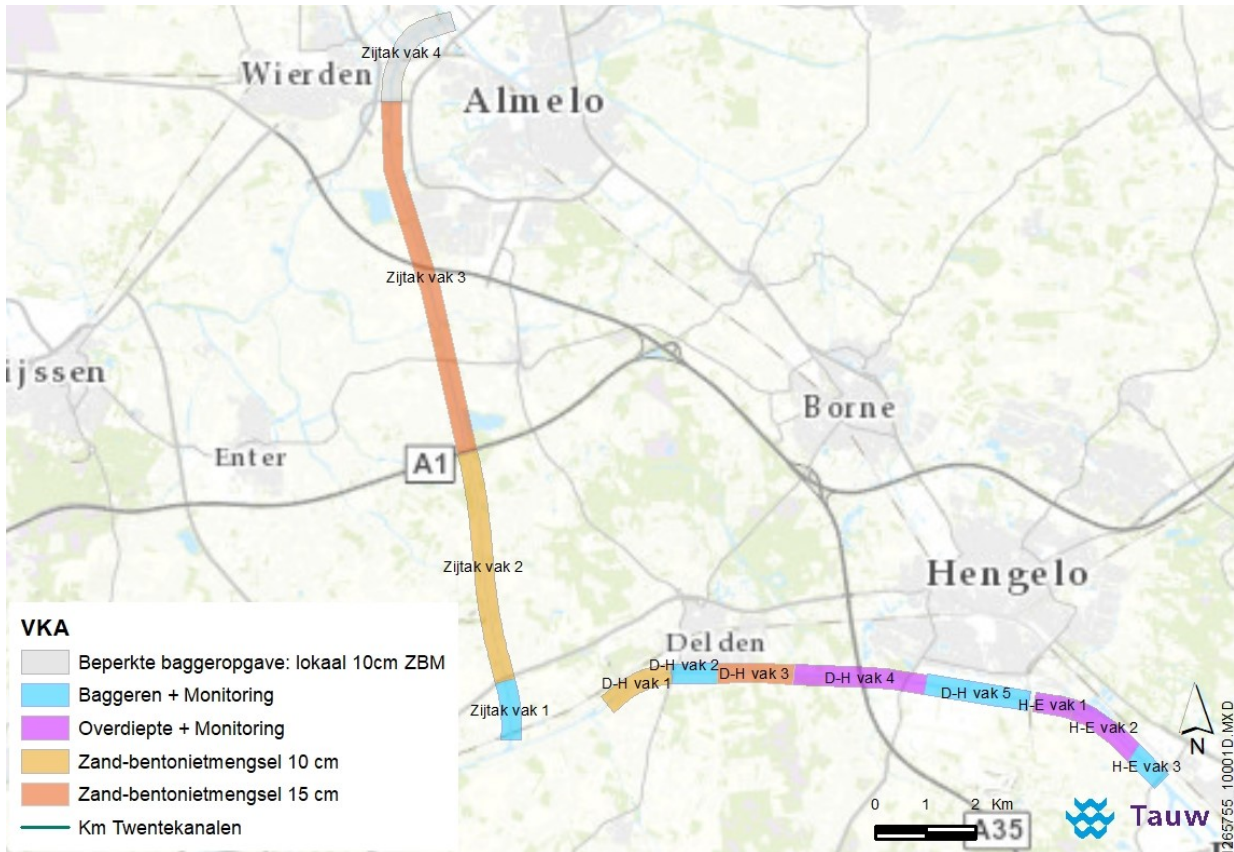 Zijtak vak 4
Wierden
Almelo
Zijtak vak 3
ijssen
Borne
Enter
A1
Zijtak vak 2
Hengelo
Delden
D-H vak 2
D-H vak 1
D-H vak 3
D-H vak 4
D-H vak 5
Zijtak vak 1
H-E vak 1
H-E vak 2
H-E vak 3
N
VKA
Beperkte baggeropgave: lokaal 10cm ZBM
Baggeren + Monitoring
Overdiepte + Monitoring
Zand-bentonietmengsel 10 cm
Zand-bentonietmengsel 15 cm
Km Twentekanalen
0 1 2 Km
A35
Tauw
1265755_10001D.MXD